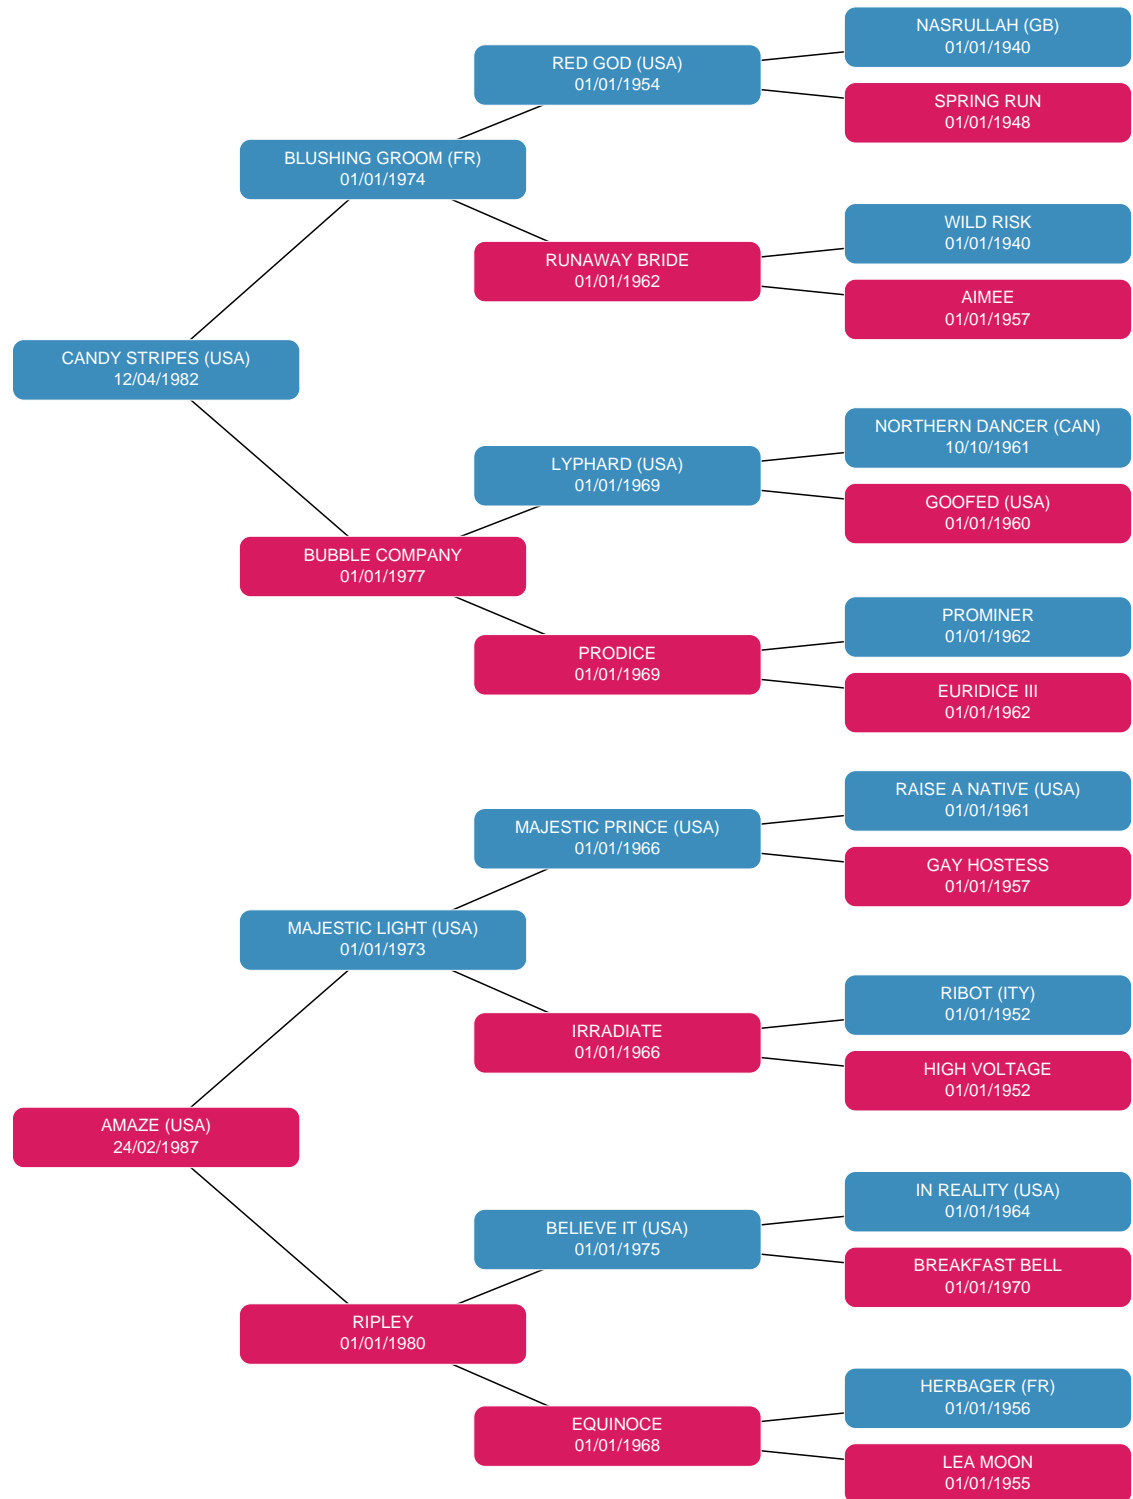 NASRULLAH (GB)
01/01/1940
RED GOD (USA)
01/01/1954
SPRING RUN
01/01/1948
BLUSHING GROOM (FR)
01/01/1974
WILD RISK
01/01/1940
RUNAWAY BRIDE
01/01/1962
AIMEE
01/01/1957
CANDY STRIPES (USA)
12/04/1982
NORTHERN DANCER (CAN)
10/10/1961
LYPHARD (USA)
01/01/1969
GOOFED (USA)
01/01/1960
BUBBLE COMPANY
01/01/1977
PROMINER
01/01/1962
PRODICE
01/01/1969
EURIDICE III
01/01/1962
RAISE A NATIVE (USA)
01/01/1961
MAJESTIC PRINCE (USA)
01/01/1966
GAY HOSTESS
01/01/1957
MAJESTIC LIGHT (USA)
01/01/1973
RIBOT (ITY)
01/01/1952
IRRADIATE
01/01/1966
HIGH VOLTAGE
01/01/1952
AMAZE (USA)
24/02/1987
IN REALITY (USA)
01/01/1964
BELIEVE IT (USA)
01/01/1975
BREAKFAST BELL
01/01/1970
RIPLEY
01/01/1980
HERBAGER (FR)
01/01/1956
EQUINOCE
01/01/1968
LEA MOON
01/01/1955